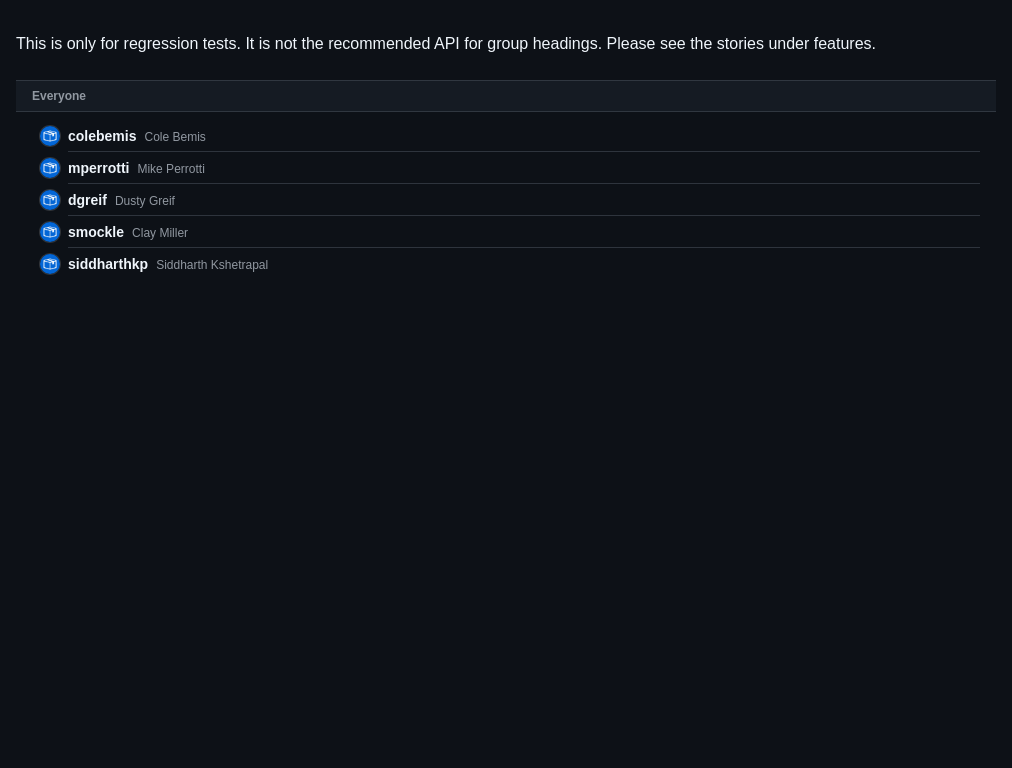 This is only for regression tests. It is not the recommended API for group headings. Please see the stories under features.
Everyone
colebemis Cole Bemis
mperrotti Mike Perrotti
dgreif Dusty Greif
smockle Clay Miller
siddharthkp Siddharth Kshetrapal